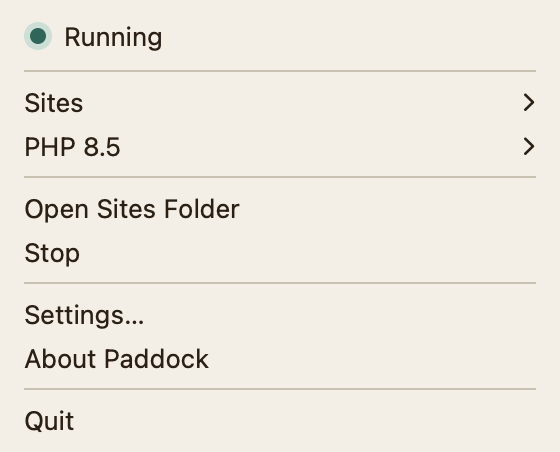 Running
Sites
PHP 8.5
Open Sites Folder
Stop
Settings...
About Paddock
Quit